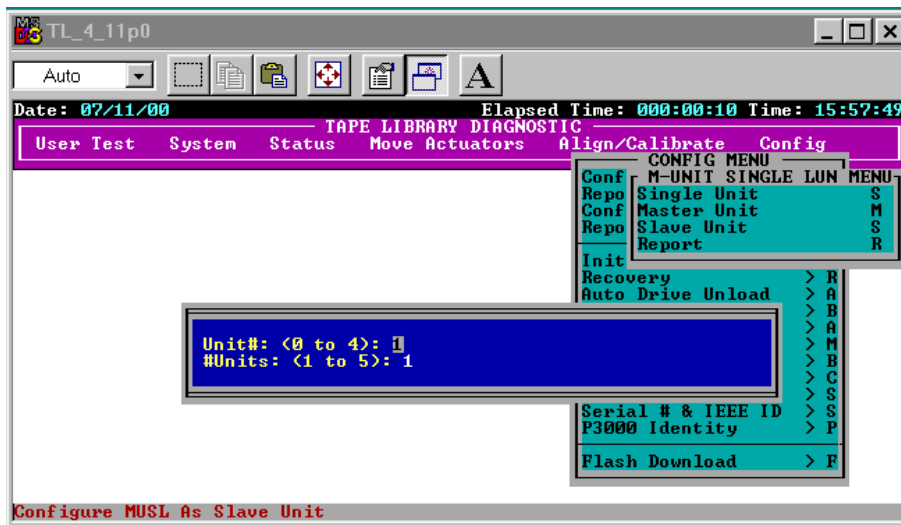 MS DOS TL_4_11p0
Auto A
Date: 07/11/00 Elapsed Time: 000:00:10 Time: 15:57:49
TAPE LIBRARY DIAGNOSTIC
User Test System Status Move Actuators Align/Calibrate Config
CONFIG MENU
Conf M-UNIT SINGLE LUN MENU
Repo Single Unit S
Conf Master Unit M
Repo Slave Unit S
Report R
Init
Recovery > R
Auto Drive Unload > A
> B
> A
Unit#: (0 to 4): 1 > M
#Units: (1 to 5): 1 > B
> C
> S
Serial # & IEEE ID > S
P3000 Identity > P
Flash Download > F
Configure MUSL As Slave Unit